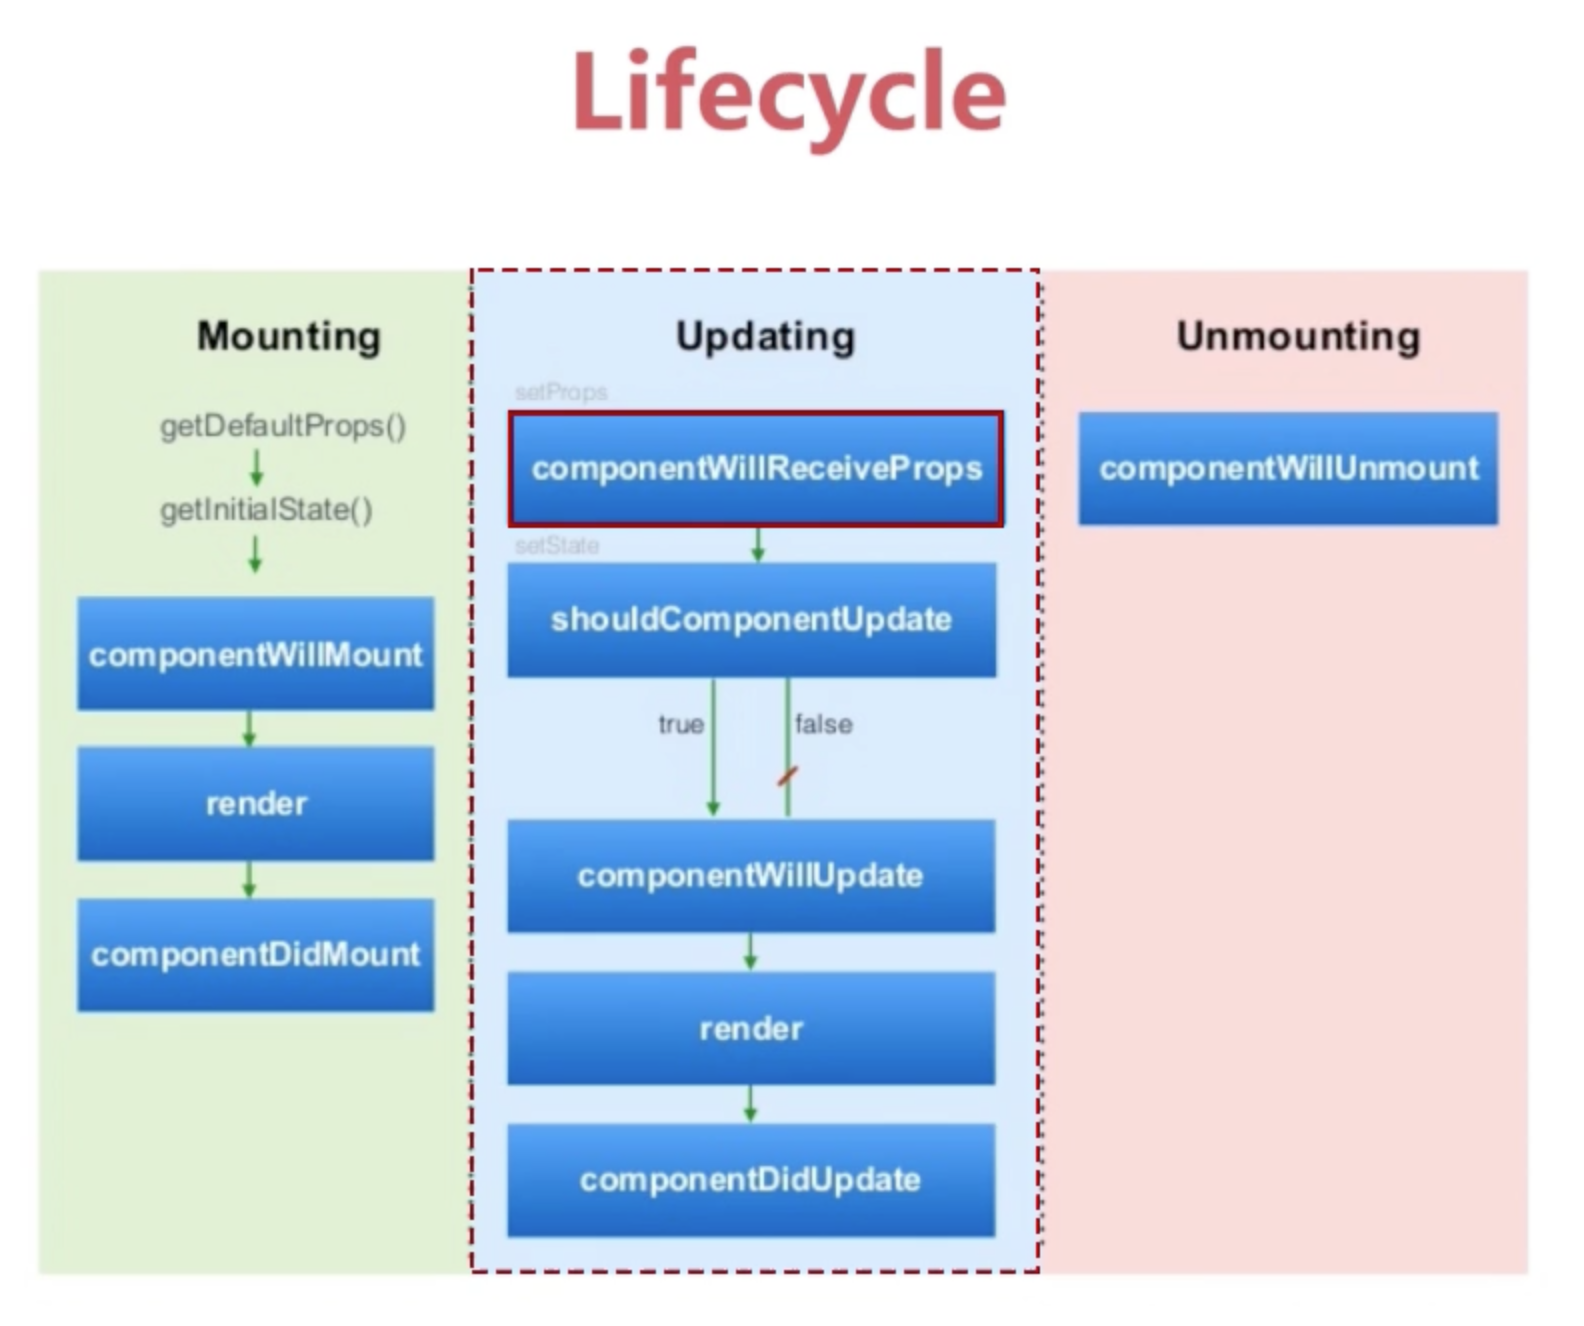 Lifecycle
Mounting
getDefaultProps()
getInitialState()
componentWillMount
render
componentDidMount
Updating
setProps
componentWillReceiveProps
setState
shouldComponentUpdate
true
false
componentWillUpdate
render
componentDidUpdate
Unmounting
componentWillUnmount